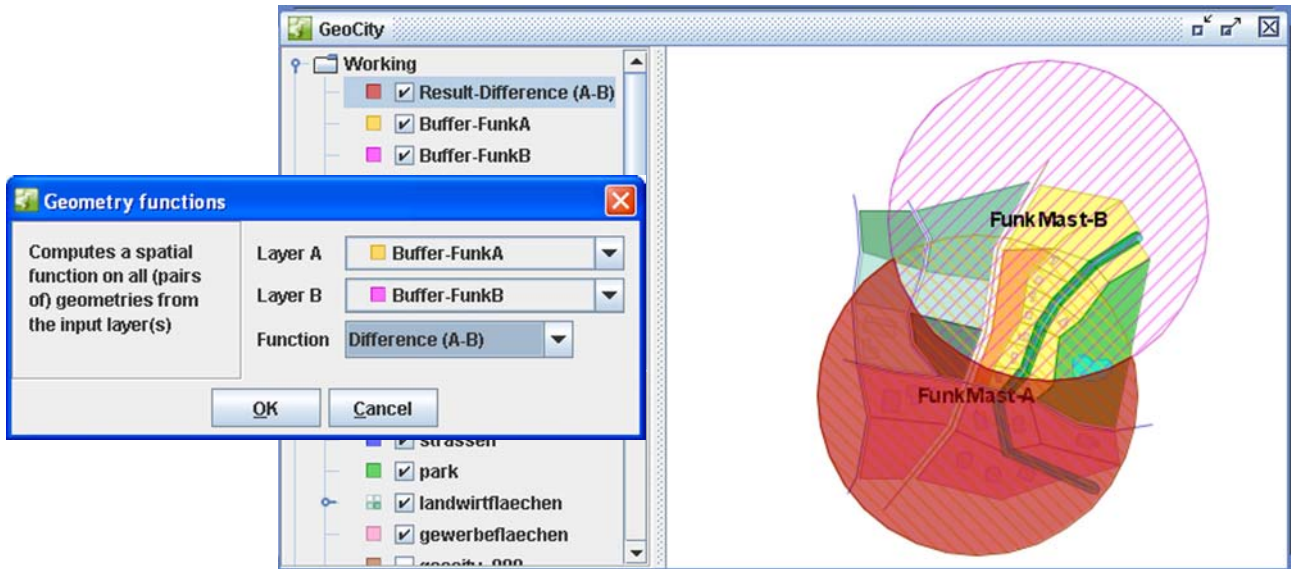 GeoCity
Working
Result-Difference (A-B)
Buffer-FunkA
Buffer-FunkB
Geometry functions
Computes a spatial
function on all (pairs
of) geometries from
the input layer(s)
Layer A
Buffer-FunkA
Layer B
Buffer-FunkB
Function
Difference (A-B)
OK
Cancel
strassen
park
landwirtflaechen
gewerbeflaechen
FunkMast-B
FunkMast-A